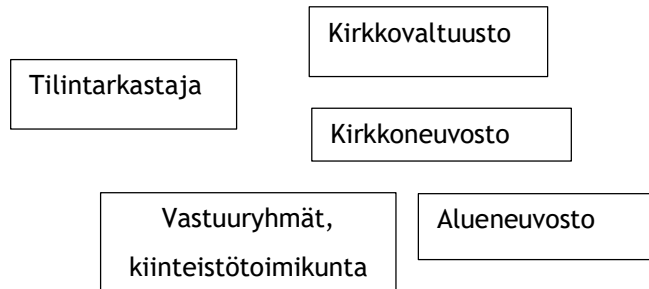 Kirkkovaltuusto
Tilintarkastaja
Kirkkoneuvosto
Vastuuryhmät,
kiinteistötoimikunta
Alueneuvosto